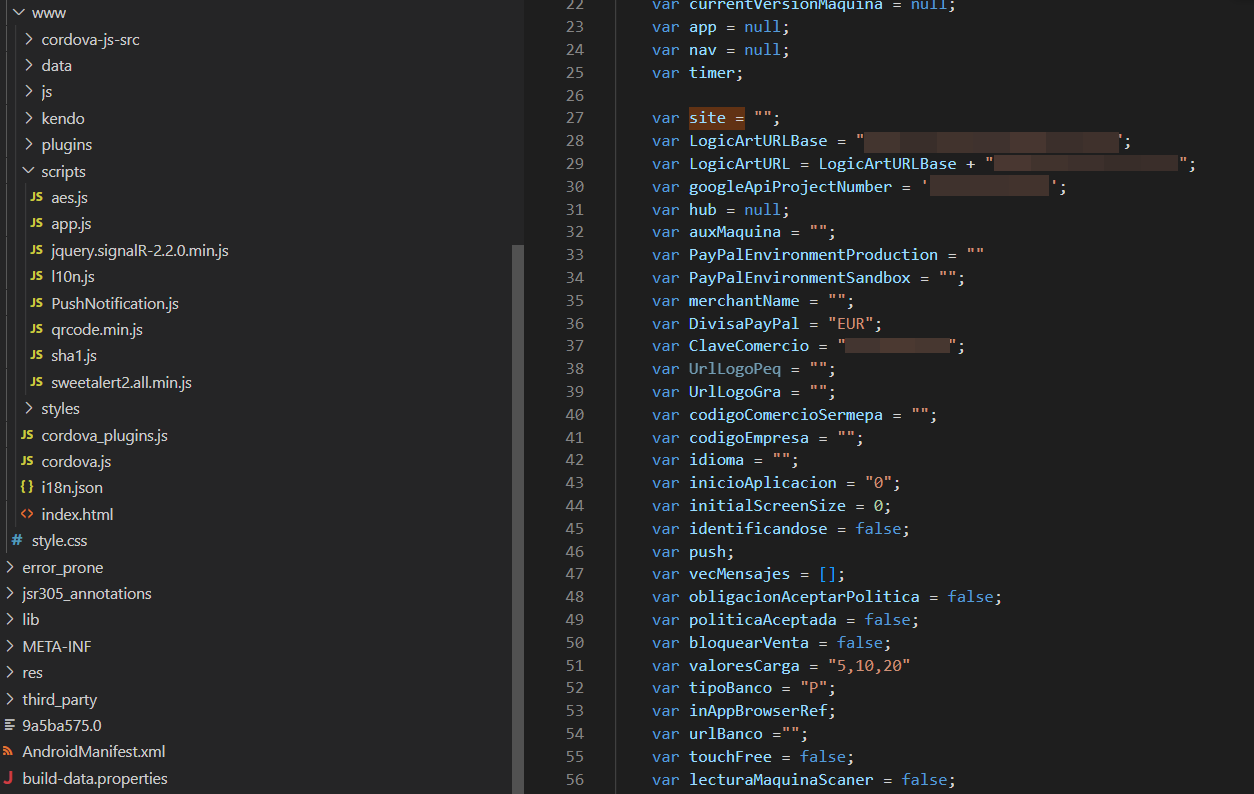 www
cordova-js-src
data
js
kendo
plugins
scripts
JS aes.js
JS app.js
JS jquery.signalR-2.2.0.min.js
JS l10n.js
JS PushNotification.js
JS qrcode.min.js
JS sha1.js
JS sweetalert2.all.min.js
styles
JS cordova_plugins.js
JS cordova.js
{} i18n.json
<> index.html
# style.css
error_prone
jsr305_annotations
lib
META-INF
res
third_party
9a5ba575.0
AndroidManifest.xml
J build-data.properties
22 var currentVersionMaquina = null;
23 var app = null;
24 var nav = null;
25 var timer;
26
27 var site = "";
28 var LogicArtURLBase = "';
29 var LogicArtURL = LogicArtURLBase + "";
30 var googleApiProjectNumber = '';
31 var hub = null;
32 var auxMaquina = "";
33 var PayPalEnvironmentProduction = ""
34 var PayPalEnvironmentSandbox = "";
35 var merchantName = "";
36 var DivisaPayPal = "EUR";
37 var ClaveComercio = "";
38 var UrlLogoPeq = "";
39 var UrlLogoGra = "";
40 var codigoComercioSermepa = "";
41 var codigoEmpresa = "";
42 var idioma = "";
43 var inicioAplicacion = "0";
44 var initialScreenSize = 0;
45 var identificandose = false;
46 var push;
47 var vecMensajes = [];
48 var obligacionAceptarPolitica = false;
49 var politicaAceptada = false;
50 var bloquearVenta = false;
51 var valoresCarga = "5,10,20"
52 var tipoBanco = "P";
53 var inAppBrowserRef;
54 var urlBanco ="";
55 var touchFree = false;
56 var lecturaMaquinaScaner = false;